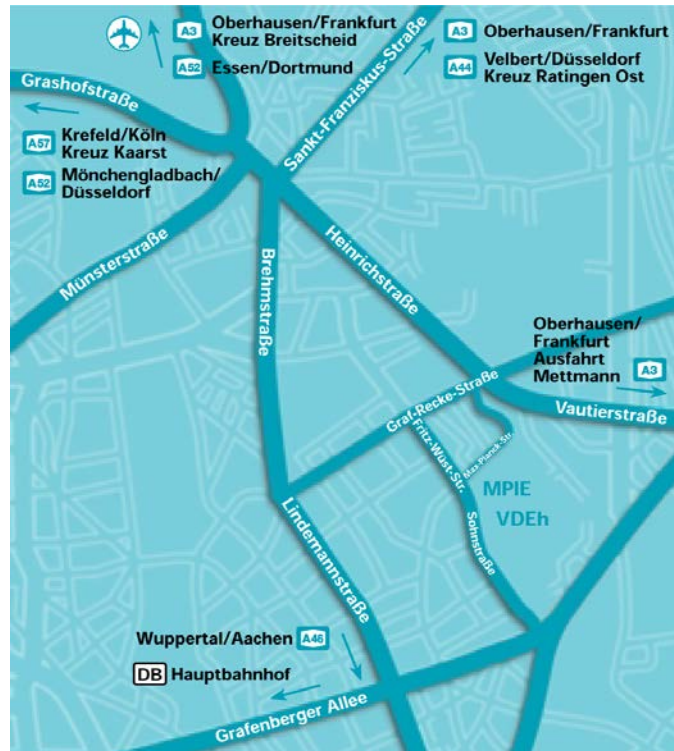 A3 Oberhausen/Frankfurt
Kreuz Breitscheid
A52 Essen/Dortmund
A3 Oberhausen/Frankfurt
A44 Velbert/Düsseldorf
Kreuz Ratingen Ost
Grashofstraße
Sankt-Franziskus-Straße
A57 Krefeld/Köln
Kreuz Kaarst
A52 Mönchengladbach/
Düsseldorf
Münsterstraße
Brehmstraße
Heinrichstraße
Oberhausen/
Frankfurt
Ausfahrt
Mettmann A3
Vautierstraße
Graf-Recke-Straße
Fritz-Wüst-Str.
Max-Planck-Str.
MPIE
VDEh
Sohnstraße
Lindemannstraße
Wuppertal/Aachen A46
DB Hauptbahnhof
Grafenberger Allee